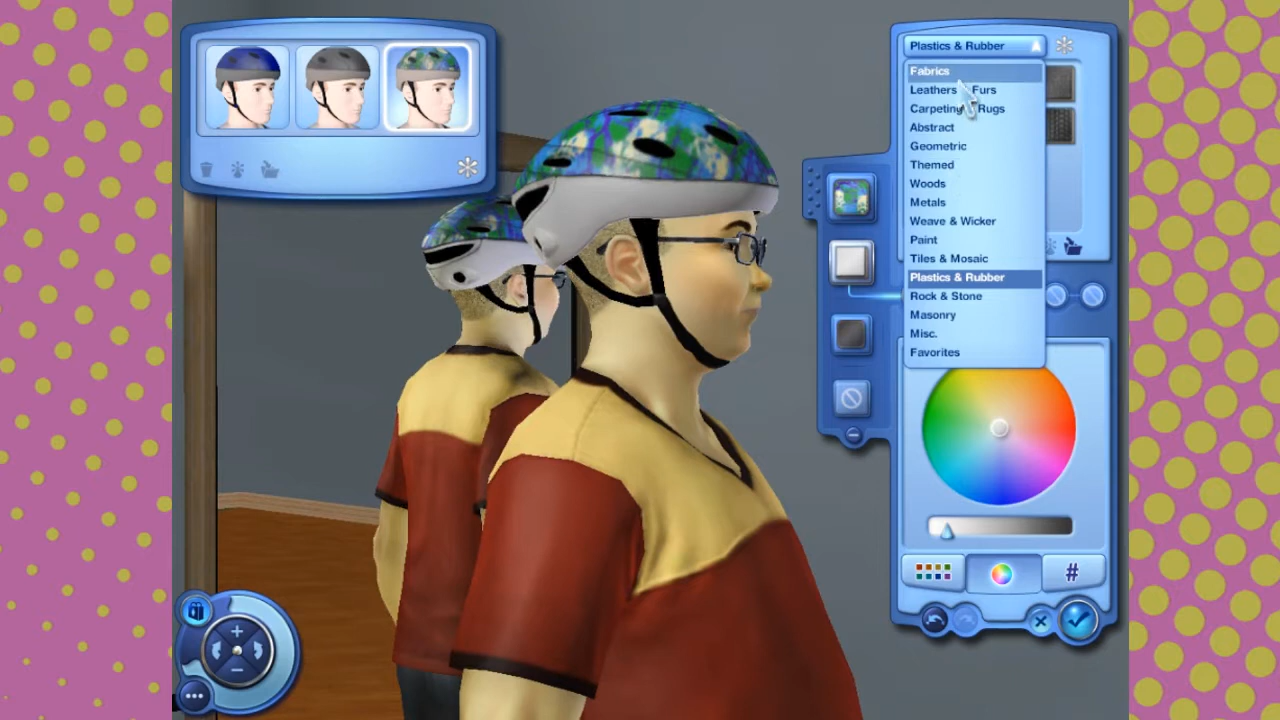 Plastics & Rubber
Fabrics
Leathers Furs
Carpeting Rugs
Abstract
Geometric
Themed
Woods
Metals
Weave & Wicker
Paint
Tiles & Mosaic
Plastics & Rubber
Rock & Stone
Masonry
Misc.
Favorites
#